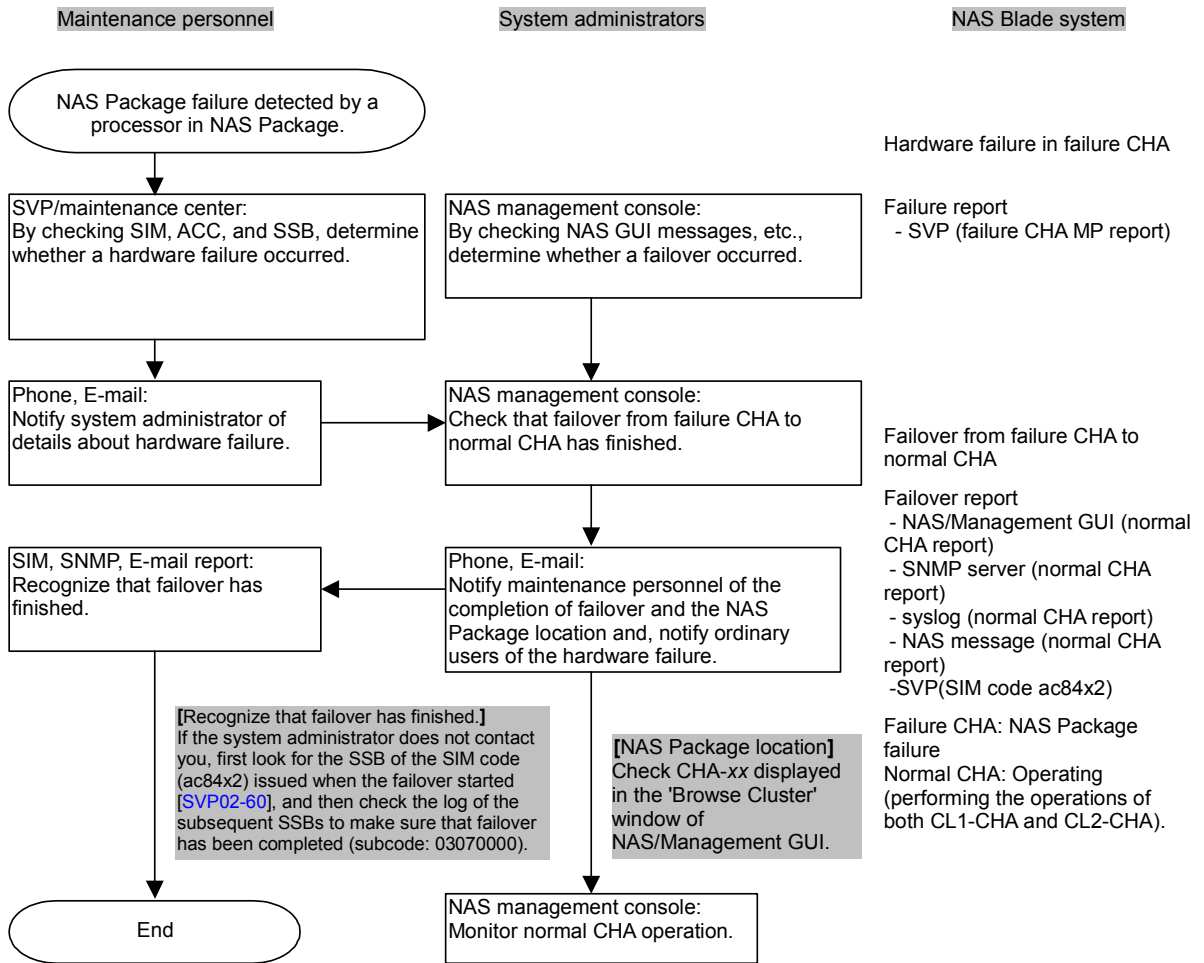 Maintenance personnel
System administrators
NAS Blade system
NAS Package failure detected by a
processor in NAS Package.
Hardware failure in failure CHA
SVP/maintenance center:
By checking SIM, ACC, and SSB, determine
whether a hardware failure occurred.
NAS management console:
By checking NAS GUI messages, etc.,
determine whether a failover occurred.
Failure report
- SVP (failure CHA MP report)
Phone, E-mail:
Notify system administrator of
details about hardware failure.
NAS management console:
Check that failover from failure CHA to
normal CHA has finished.
Failover from failure CHA to
normal CHA
Failover report
- NAS/Management GUI (normal
CHA report)
- SNMP server (normal CHA
report)
- syslog (normal CHA report)
- NAS message (normal CHA
report)
-SVP(SIM code ac84x2)
SIM, SNMP, E-mail report:
Recognize that failover has
finished.
Phone, E-mail:
Notify maintenance personnel of the
completion of failover and the NAS
Package location and, notify ordinary
users of the hardware failure.
[Recognize that failover has finished.]
If the system administrator does not contact
you, first look for the SSB of the SIM code
(ac84x2) issued when the failover started
[SVP02-60], and then check the log of the
subsequent SSBs to make sure that failover
has been completed (subcode: 03070000).
[NAS Package location]
Check CHA-xx displayed
in the 'Browse Cluster'
window of
NAS/Management GUI.
Failure CHA: NAS Package
failure
Normal CHA: Operating
(performing the operations of
both CL1-CHA and CL2-CHA).
End
NAS management console:
Monitor normal CHA operation.